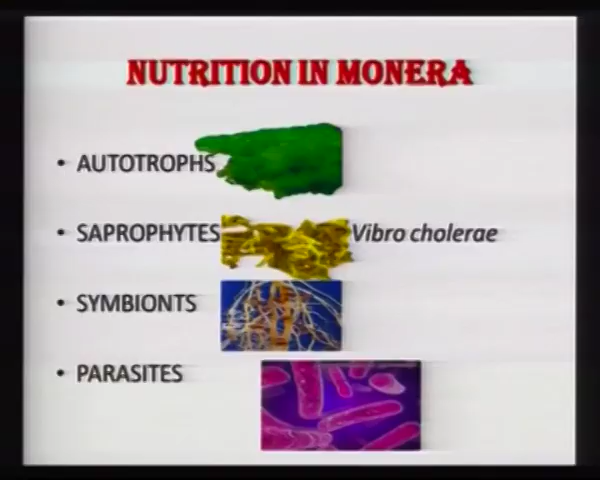 NUTRITION IN MONERA
• AUTOTROPHS
• SAPROPHYTES Vibro cholerae
• SYMBIONTS
• PARASITES